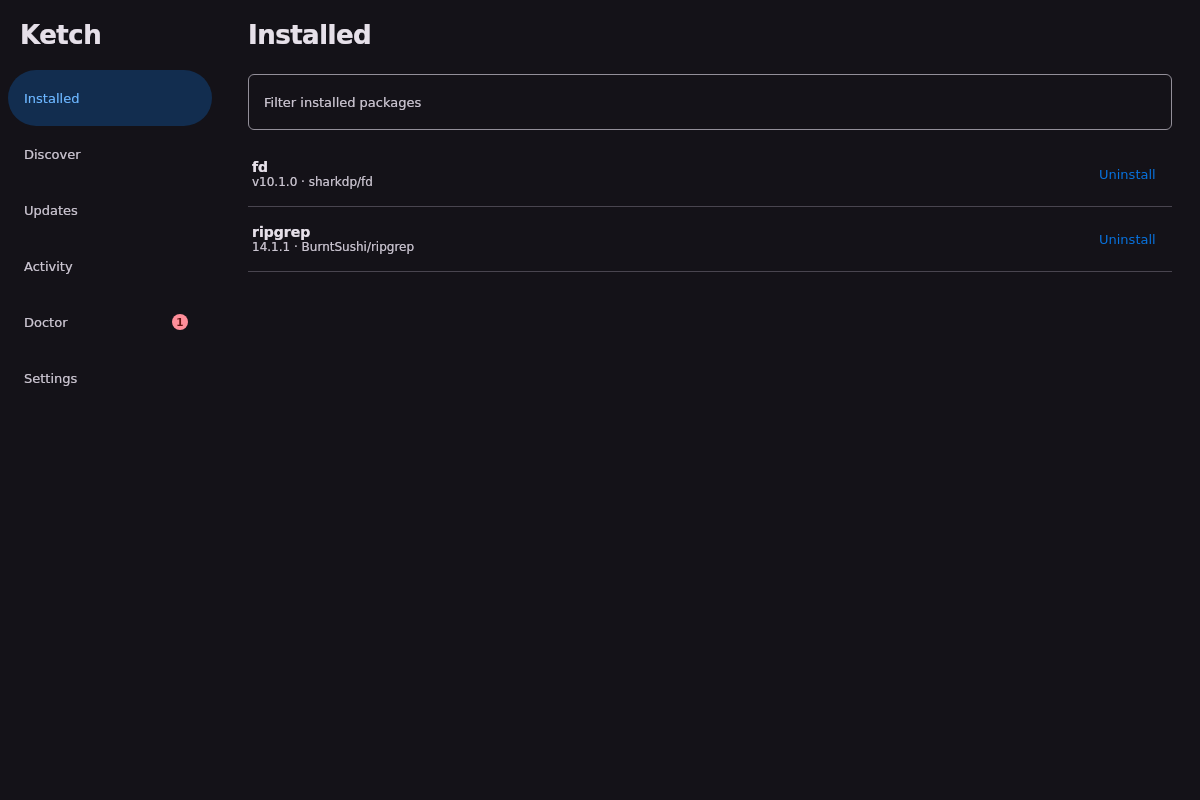 Ketch
Installed
Discover
Updates
Activity
Doctor
1
Settings
Installed
Filter installed packages
fd
v10.1.0 · sharkdp/fd
Uninstall
ripgrep
14.1.1 · BurntSushi/ripgrep
Uninstall